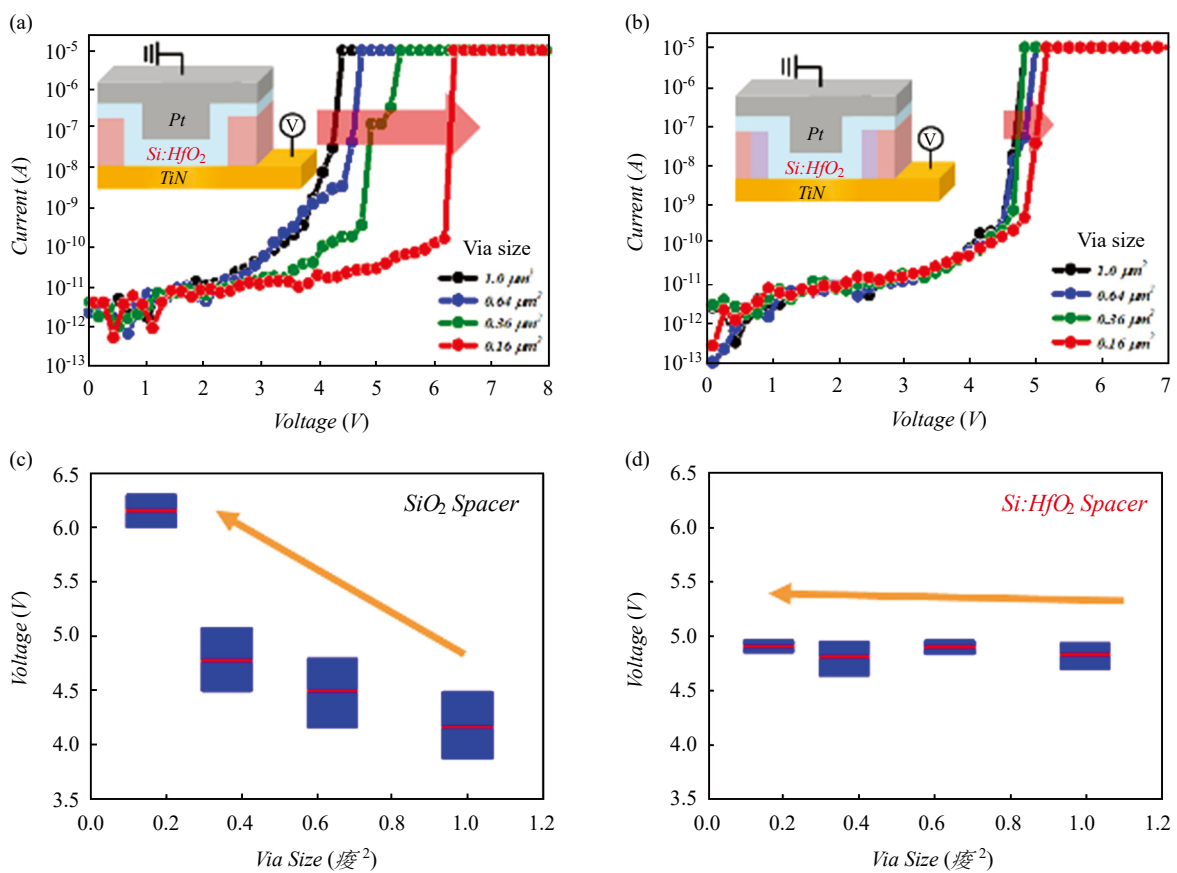 (a)
Current (A)
10⁻⁵
10⁻⁶
10⁻⁷
10⁻⁸
10⁻⁹
10⁻¹⁰
10⁻¹¹
10⁻¹²
10⁻¹³
Pt
Si:HfO₂
TiN
V
Via size
1.0 μm²
0.64 μm²
0.36 μm²
0.16 μm²
0 1 2 3 4 5 6 7 8
Voltage (V)
(b)
Current (A)
10⁻⁵
10⁻⁶
10⁻⁷
10⁻⁸
10⁻⁹
10⁻¹⁰
10⁻¹¹
10⁻¹²
10⁻¹³
Pt
Si:HfO₂
TiN
V
Via size
1.0 μm²
0.64 μm²
0.36 μm²
0.16 μm²
0 1 2 3 4 5 6 7
Voltage (V)
(c)
Voltage (V)
6.5
6.0
5.5
5.0
4.5
4.0
3.5
SiO₂ Spacer
0.0 0.2 0.4 0.6 0.8 1.0 1.2
Via Size (㾗²)
(d)
Voltage (V)
6.5
6.0
5.5
5.0
4.5
4.0
3.5
Si:HfO₂ Spacer
0.0 0.2 0.4 0.6 0.8 1.0 1.2
Via Size (㾗²)